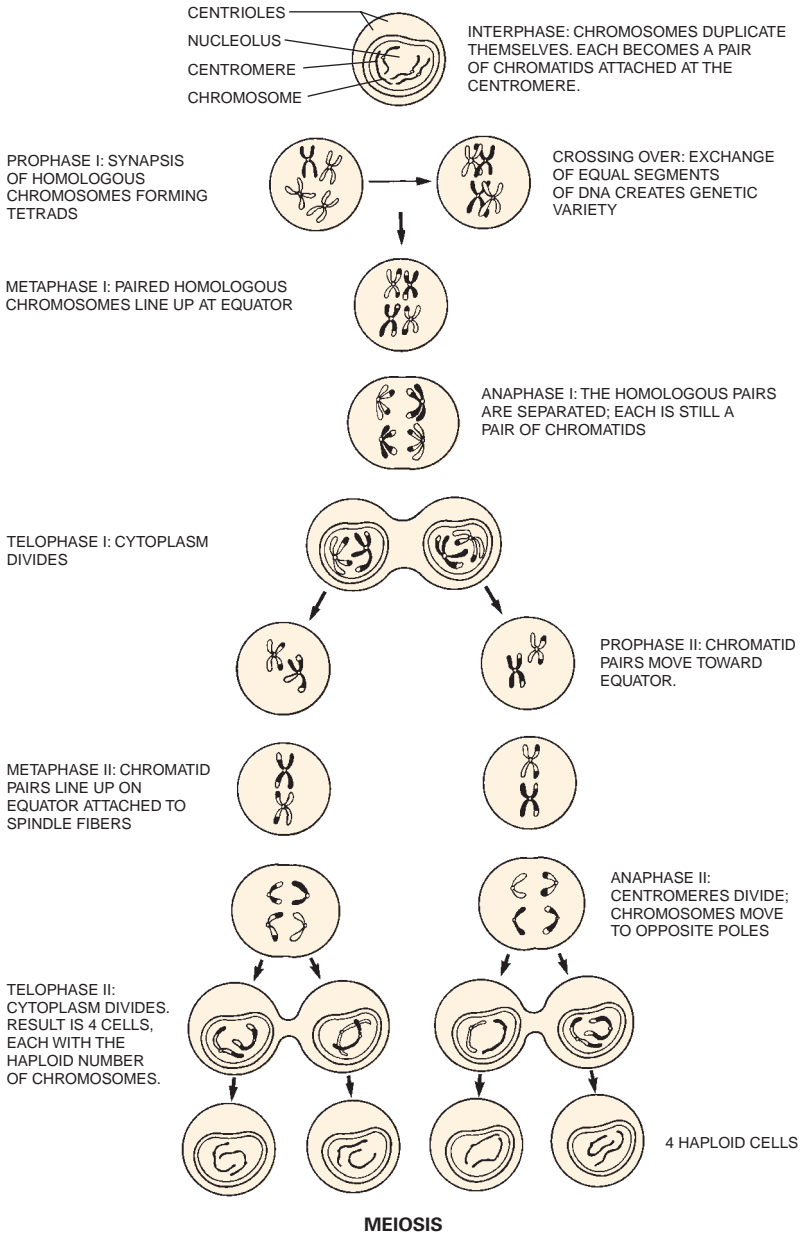 CENTRIOLES
NUCLEOLUS
CENTROMERE
CHROMOSOME
INTERPHASE: CHROMOSOMES DUPLICATE
THEMSELVES. EACH BECOMES A PAIR
OF CHROMATIDS ATTACHED AT THE
CENTROMERE.
PROPHASE I: SYNAPSIS
OF HOMOLOGOUS
CHROMOSOMES FORMING
TETRADS
CROSSING OVER: EXCHANGE
OF EQUAL SEGMENTS
OF DNA CREATES GENETIC
VARIETY
METAPHASE I: PAIRED HOMOLOGOUS
CHROMOSOMES LINE UP AT EQUATOR
ANAPHASE I: THE HOMOLOGOUS PAIRS
ARE SEPARATED; EACH IS STILL A
PAIR OF CHROMATIDS
TELOPHASE I: CYTOPLASM
DIVIDES
PROPHASE II: CHROMATID
PAIRS MOVE TOWARD
EQUATOR.
METAPHASE II: CHROMATID
PAIRS LINE UP ON
EQUATOR ATTACHED TO
SPINDLE FIBERS
ANAPHASE II:
CENTROMERES DIVIDE;
CHROMOSOMES MOVE
TO OPPOSITE POLES
TELOPHASE II:
CYTOPLASM DIVIDES.
RESULT IS 4 CELLS,
EACH WITH THE
HAPLOID NUMBER
OF CHROMOSOMES.
4 HAPLOID CELLS
MEIOSIS